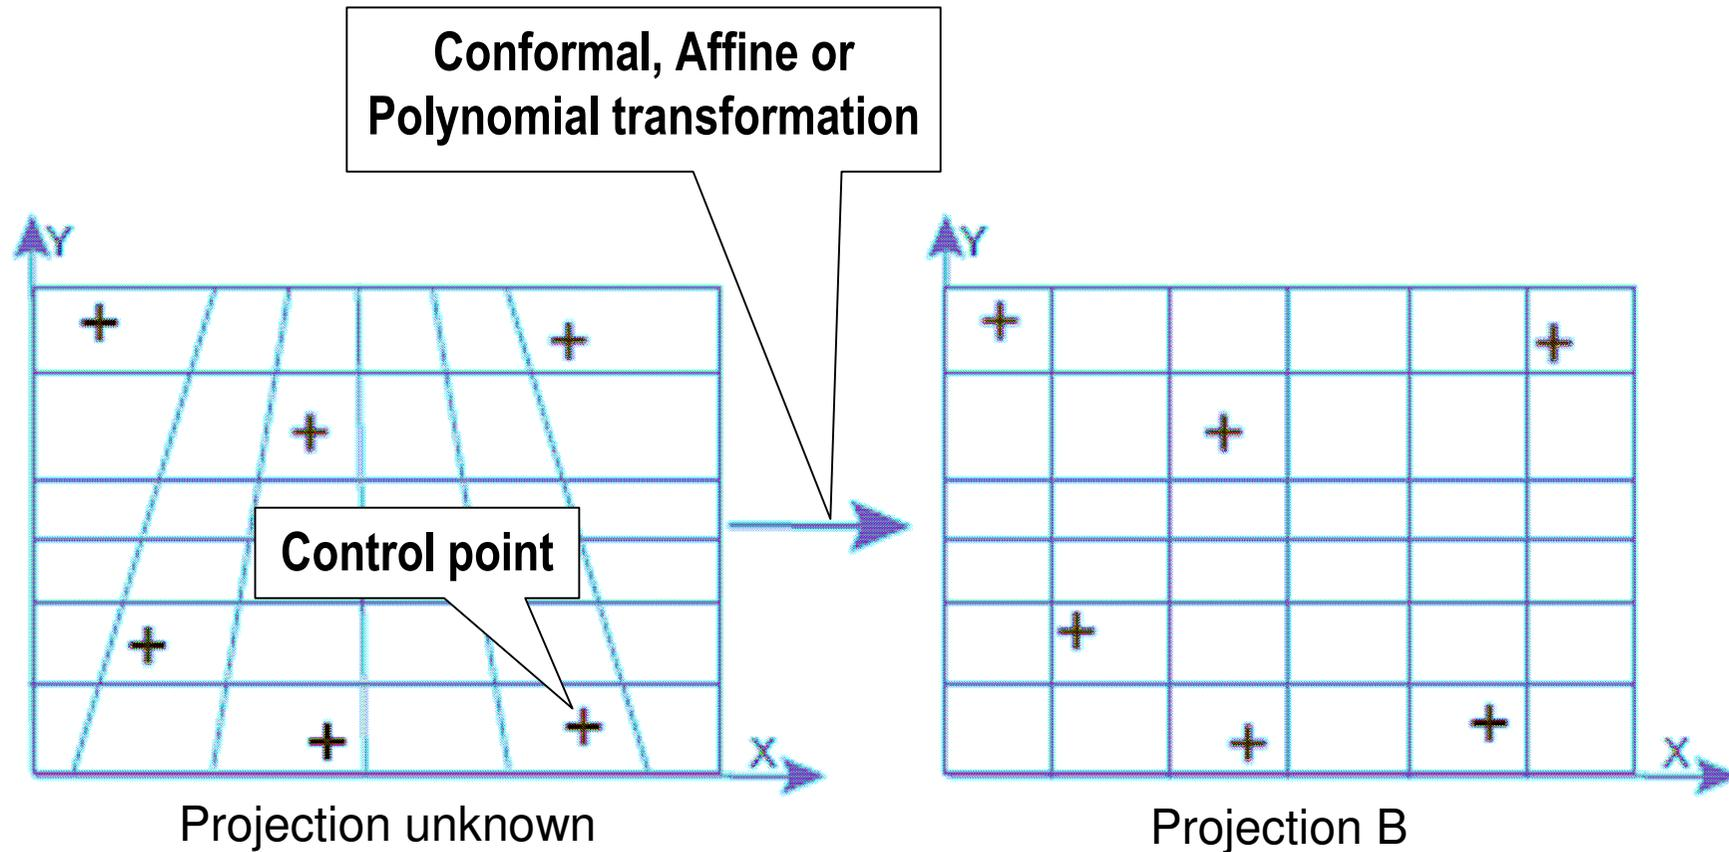 Conformal, Affine or
Polynomial transformation
Y
Y
Control point
X
X
Projection unknown
Projection B